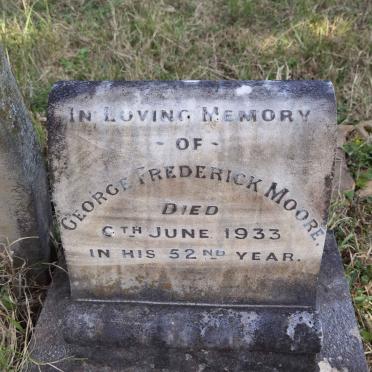 IN LOVING MEMORY
- OF -
GEORGE FREDERICK MOORE.
DIED
6TH JUNE 1933
IN HIS 52ND YEAR.